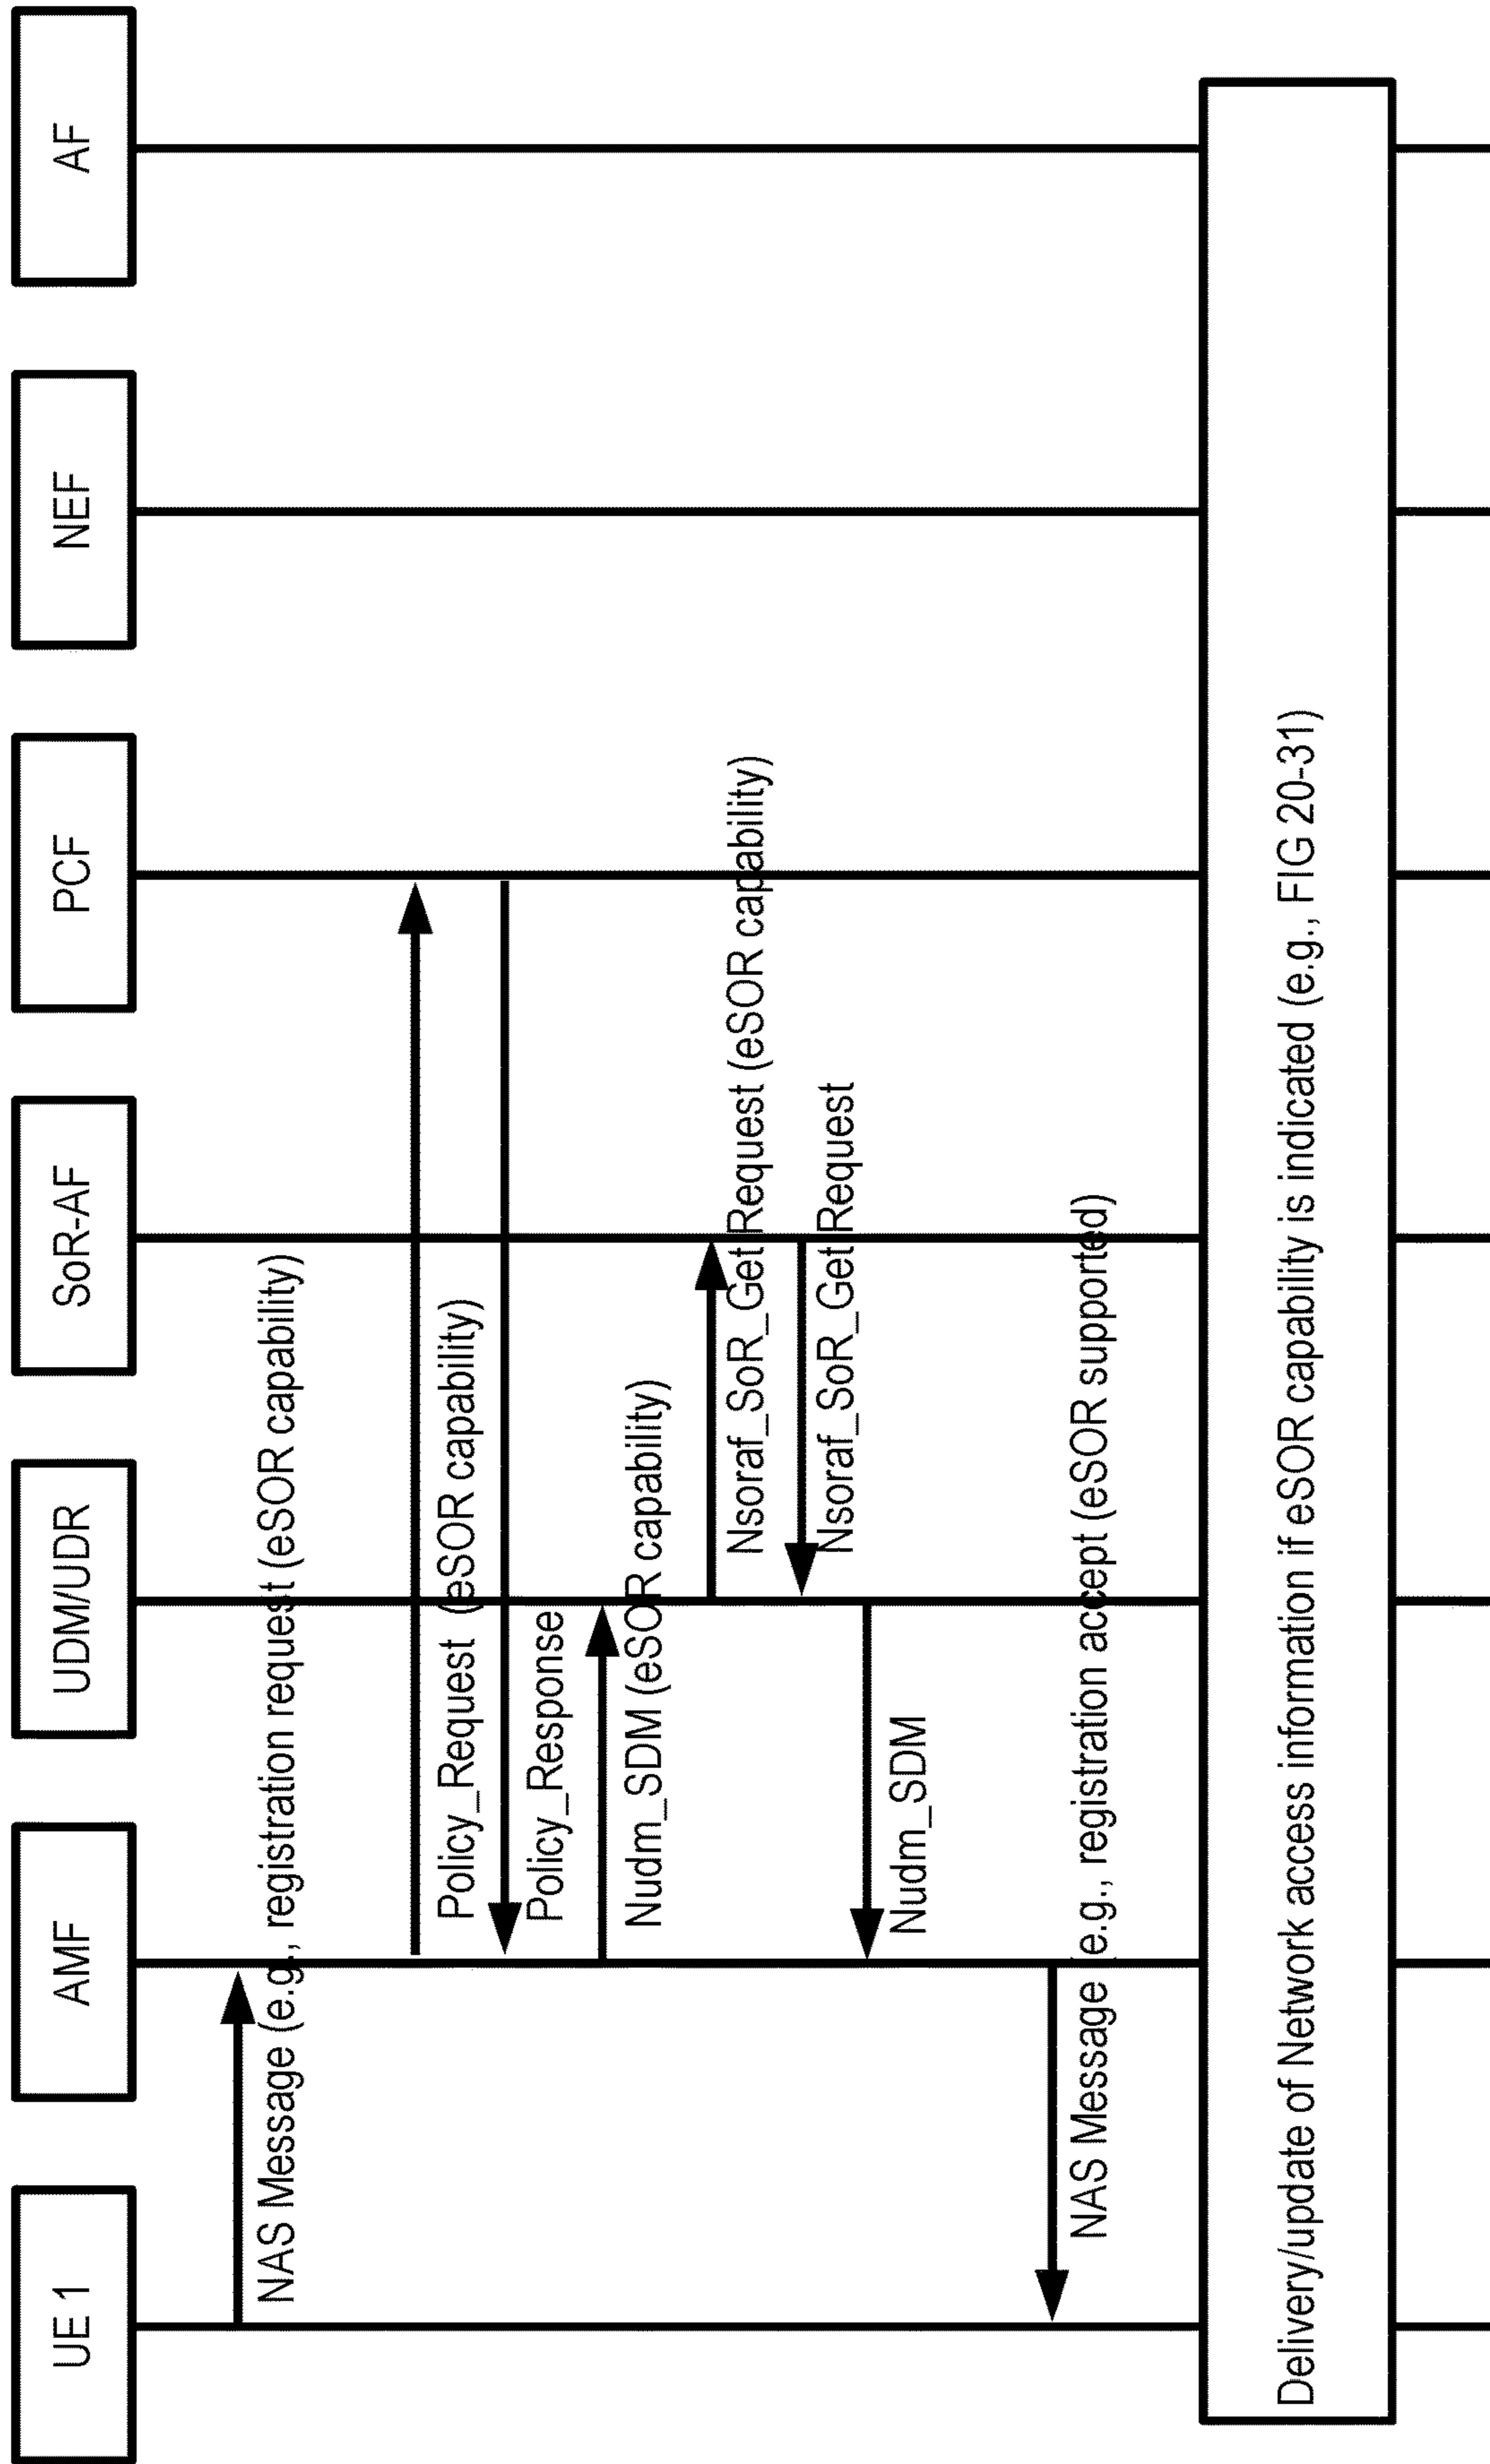 UE 1
AMF
UDM/UDR
SoR-AF
PCF
NEF
AF
NAS Message (e.g., registration request (eSOR capability)
Policy_Request (eSOR capability)
Policy_Response
Nudm_SDM (eSOR capability)
Nsoraf_SoR_Get Request (eSOR capability)
Nsoraf_SoR_Get Request
Nudm_SDM
NAS Message (e.g., registration accept (eSOR supported)
Delivery/update of Network access information if eSOR capability is indicated (e.g., FIG 20-31)